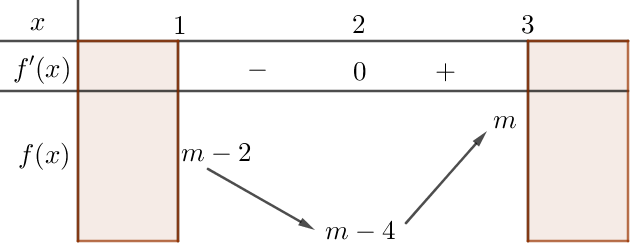 x 1 2 3
f′(x) − 0 +
m
f(x) m − 2
m − 4